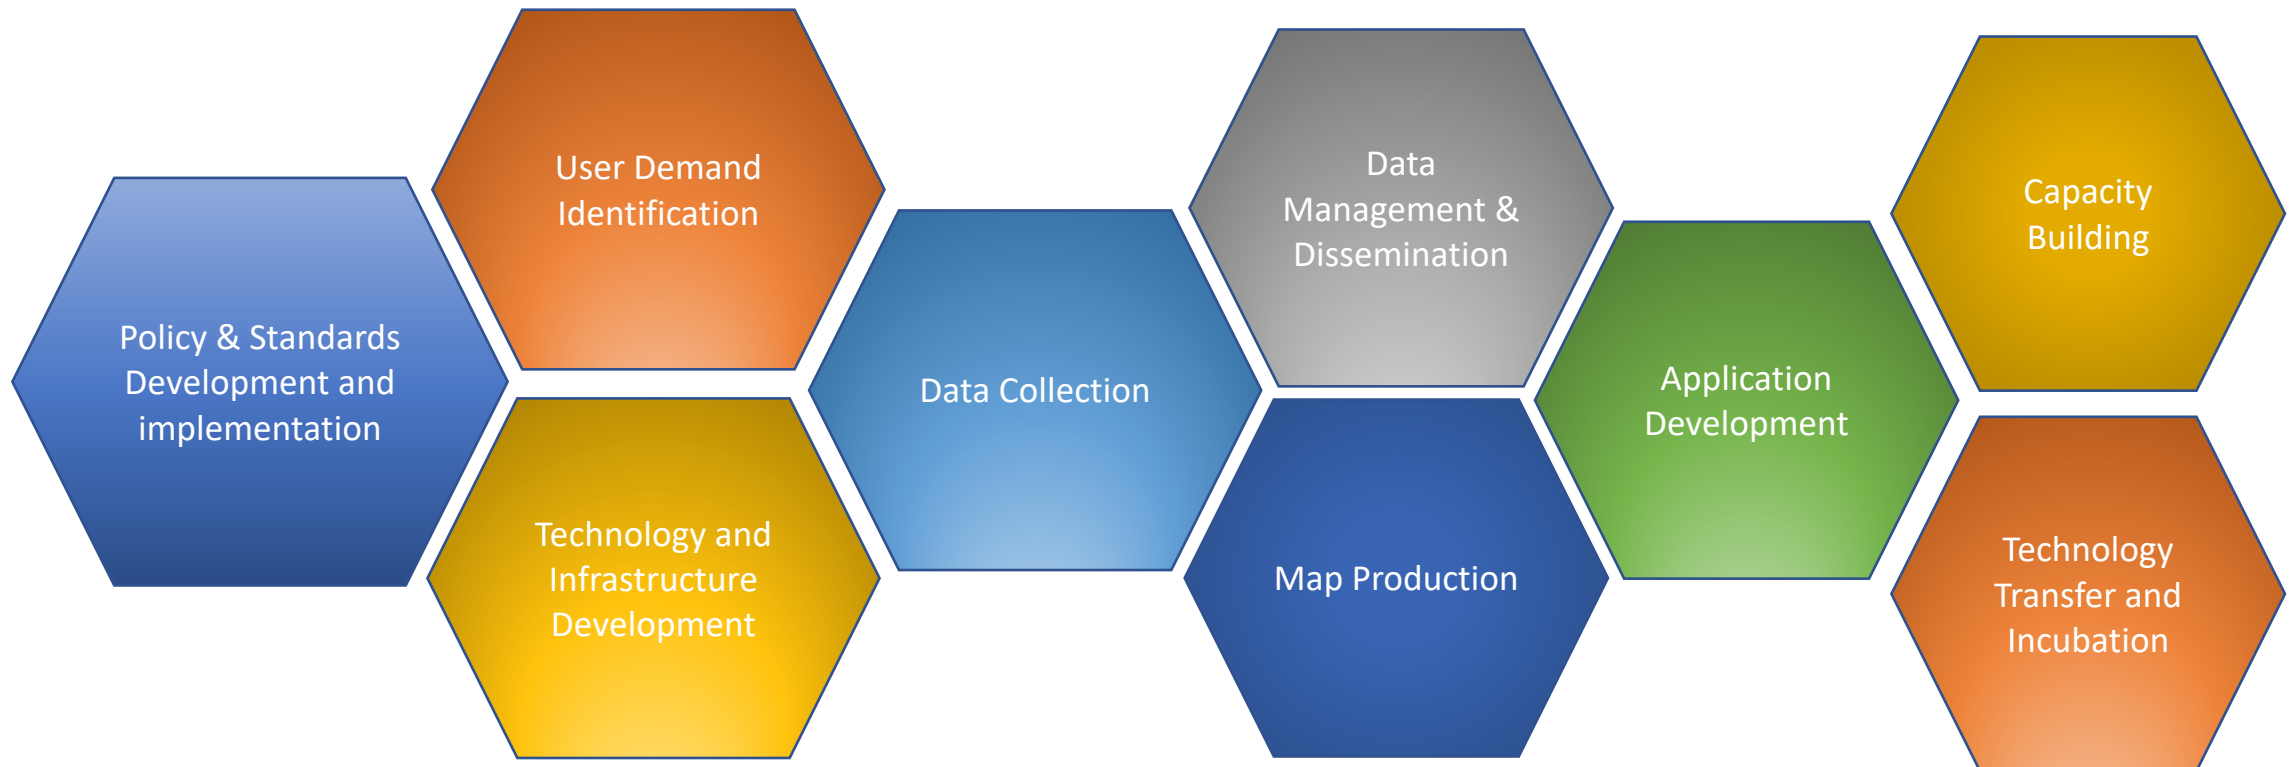 Policy & Standards
Development and
implementation
User Demand
Identification
Technology and
Infrastructure
Development
Data Collection
Data
Management &
Dissemination
Map Production
Application
Development
Capacity
Building
Technology
Transfer and
Incubation